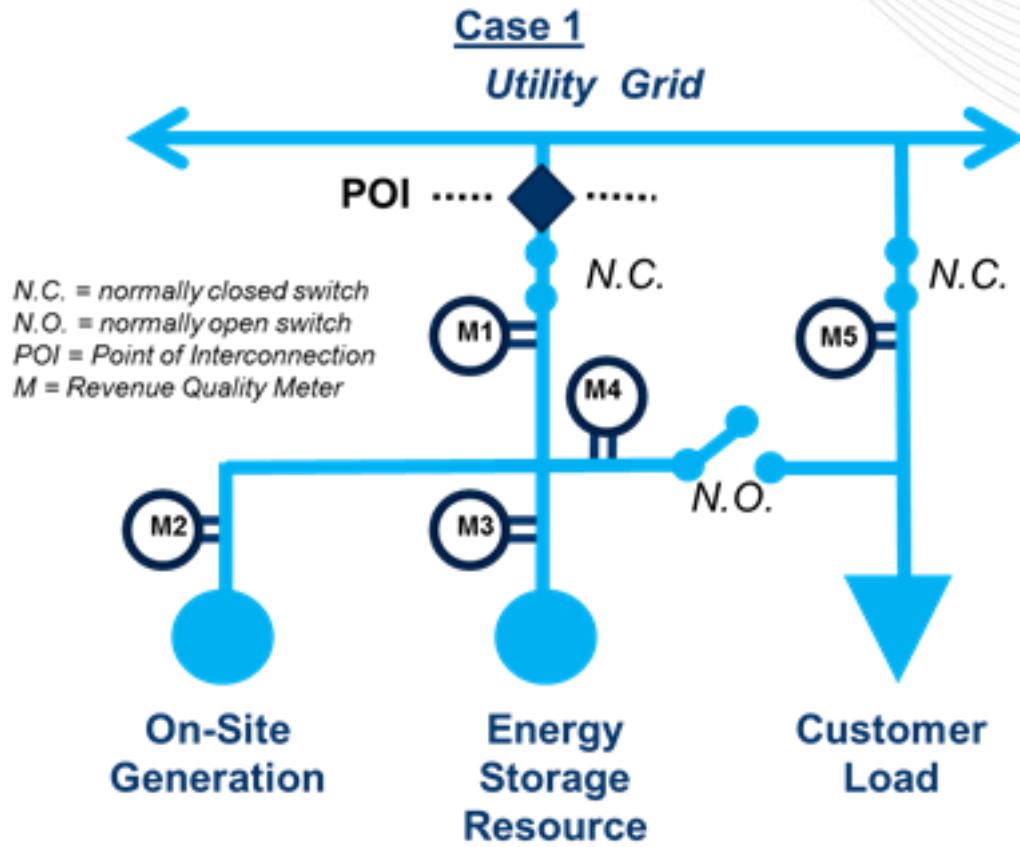 Case 1
Utility Grid
POI
N.C. = normally closed switch
N.O. = normally open switch
POI = Point of Interconnection
M = Revenue Quality Meter
N.C.
N.C.
M1
M5
M4
N.O.
M2
M3
On-Site
Generation
Energy
Storage
Resource
Customer
Load